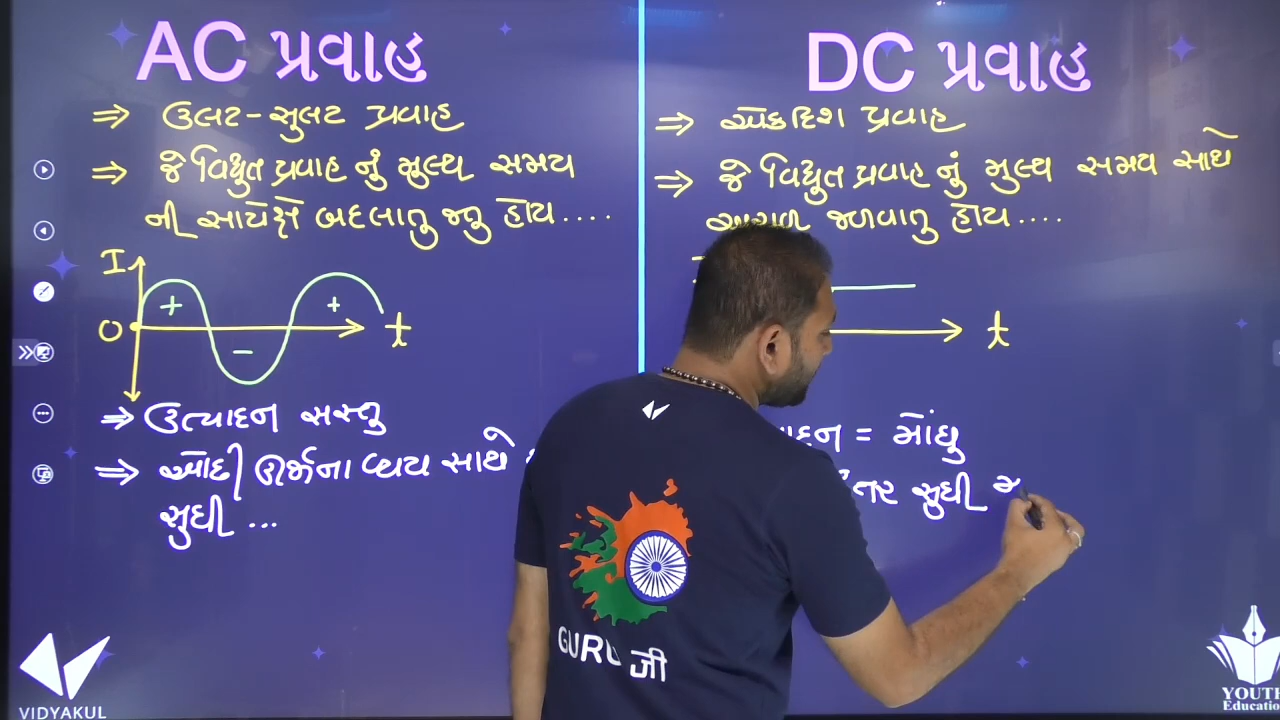 AC પ્રવાહ
⇒ ઉલટ-સુલટ પ્રવાહ
⇒ જે વિદ્યુત પ્રવાહ નું મુલ્ય સમય
ની સાપેક્ષે બદલાતુ જતુ હોય....
I
+
+
0
t
−
⇒ ઉત્પાદન સસ્તુ
⇒ ઓછી ઊર્જાના વ્યય સાથે
સુધી ...
DC પ્રવાહ
⇒ એકદિશ પ્રવાહ
⇒ જે વિદ્યુત પ્રવાહ નું મુલ્ય સમય સાથે
જળવાતુ હોય....
t
= મોંઘુ
સુધી
GURU जी
VIDYAKUL
YOUTH
Education